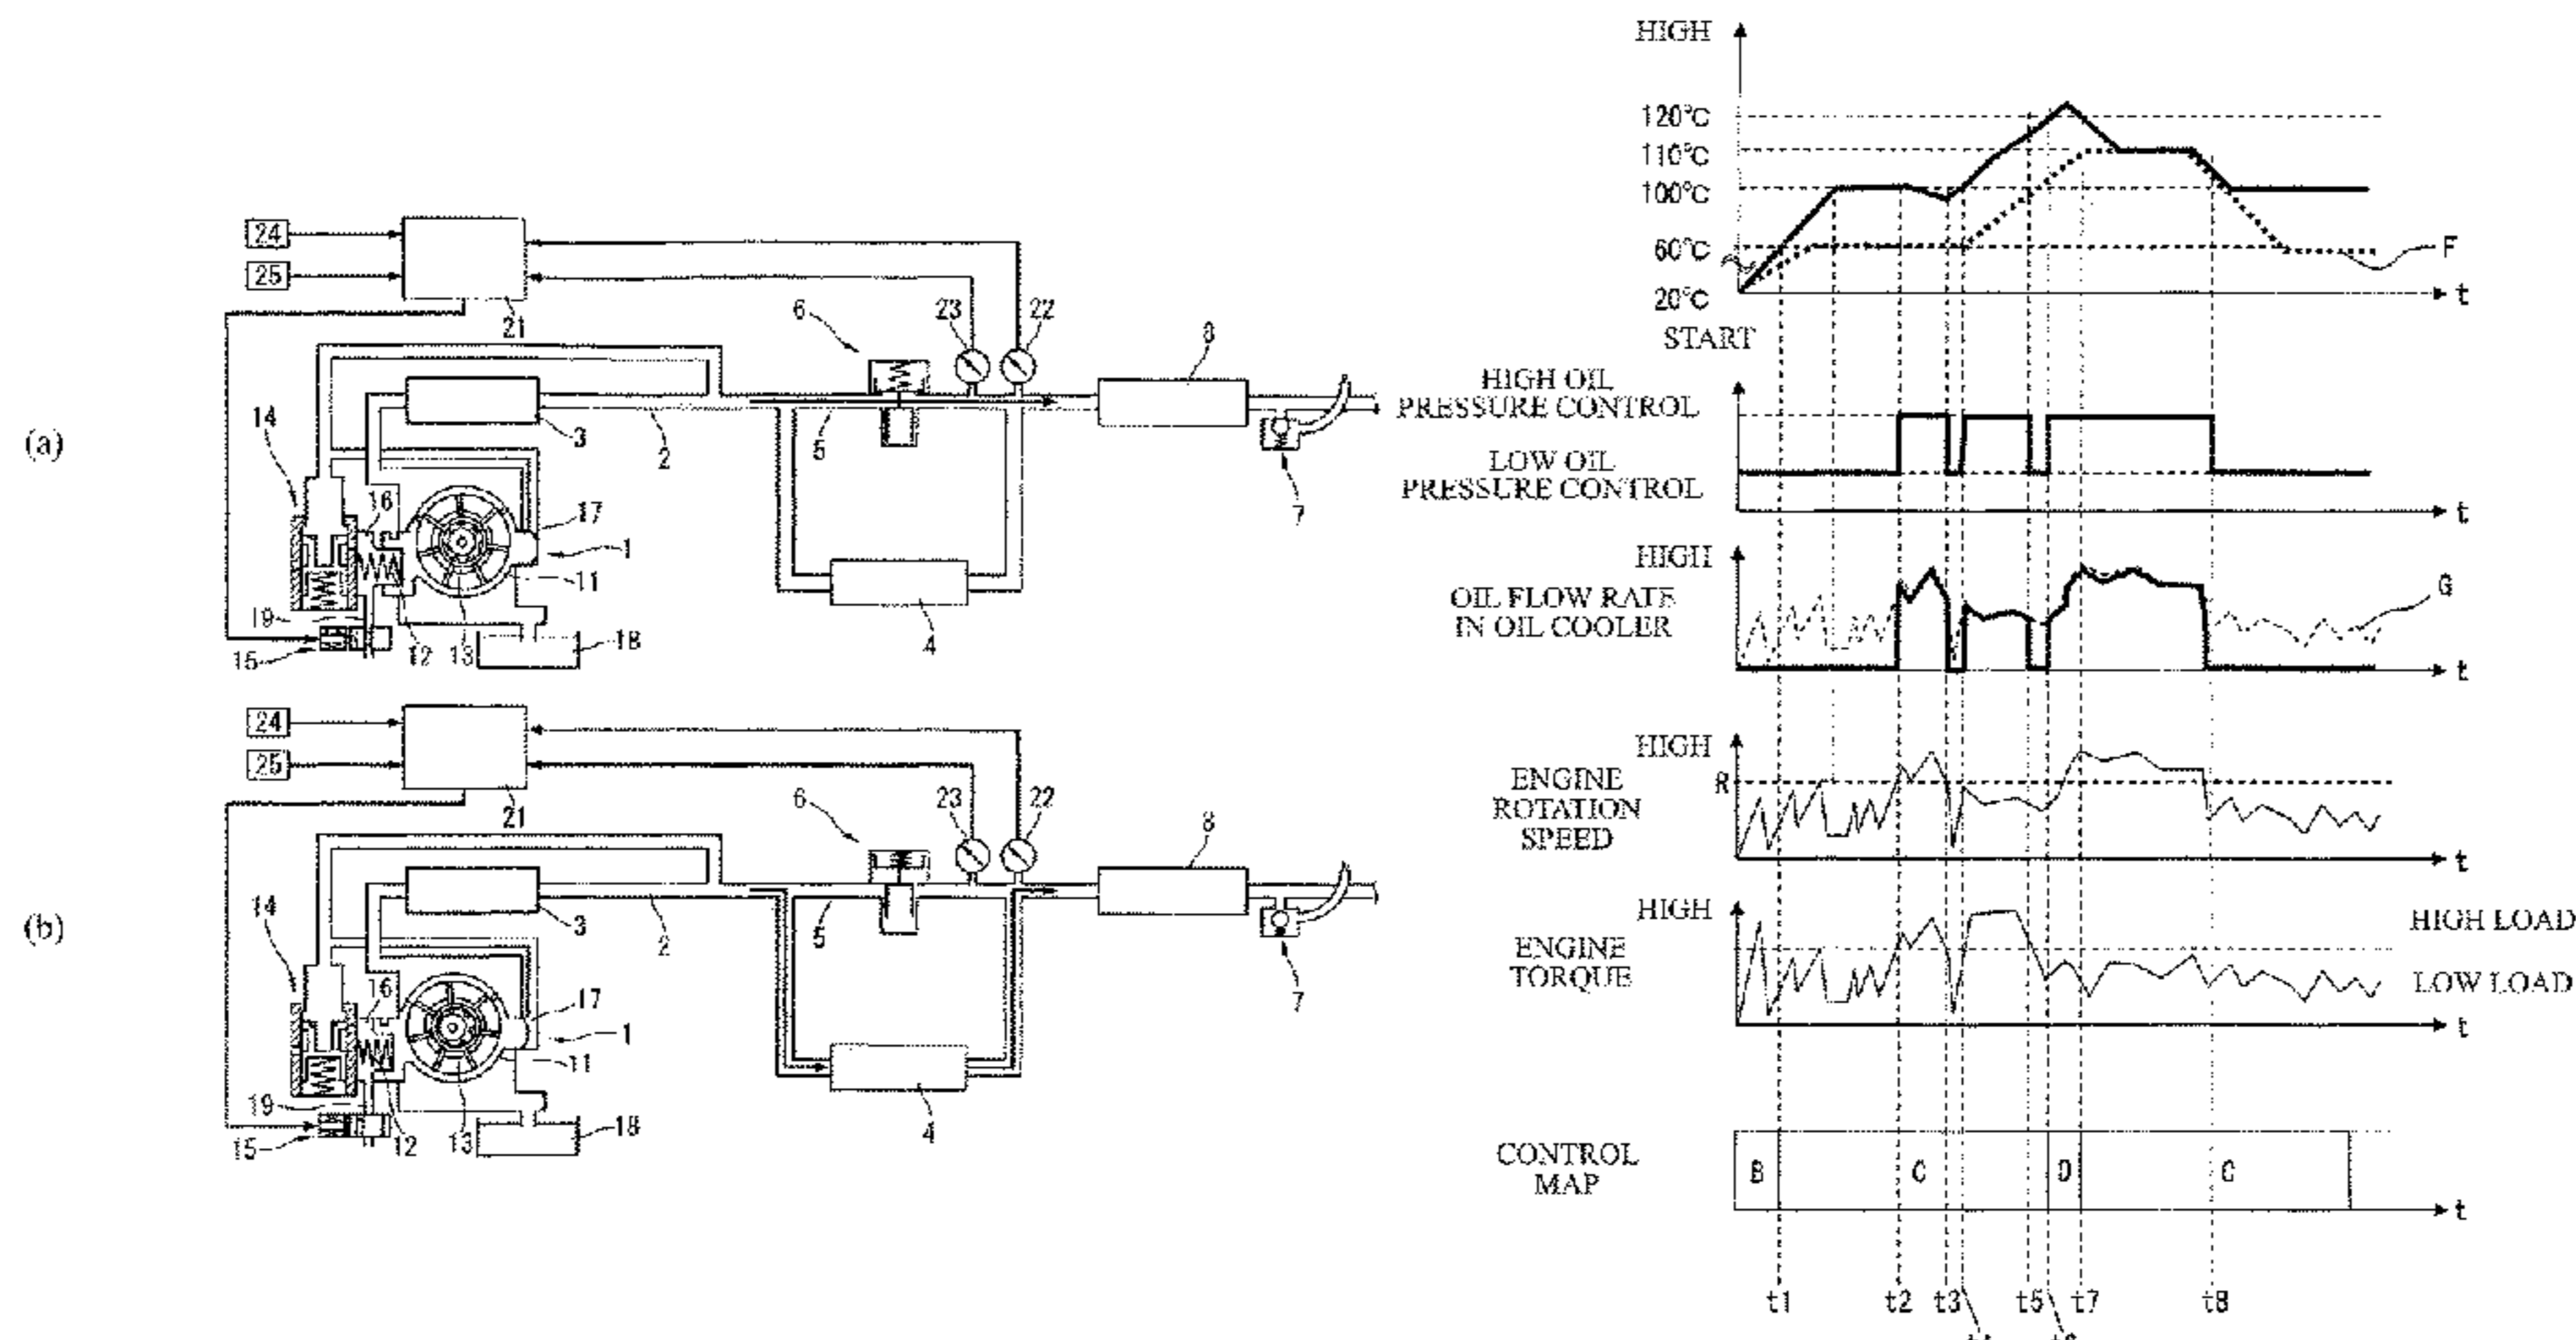 (a)
24
25
21
14
16
3
2
17
1
11
19
15
12
13
18
6
5
23
22
8
7
4
(b)
24
25
21
14
16
3
2
17
1
11
19
15
12
13
18
6
5
23
22
8
7
4
HIGH
120°C
110°C
100°C
60°C
20°C
START
F
t
HIGH OIL
PRESSURE CONTROL
LOW OIL
PRESSURE CONTROL
t
HIGH
OIL FLOW RATE
IN OIL COOLER
G
t
HIGH
R
ENGINE
ROTATION
SPEED
t
HIGH
ENGINE
TORQUE
HIGH LOAD
LOW LOAD
t
CONTROL
MAP
B
C
D
C
t
t1
t2
t3
t5
t7
t8